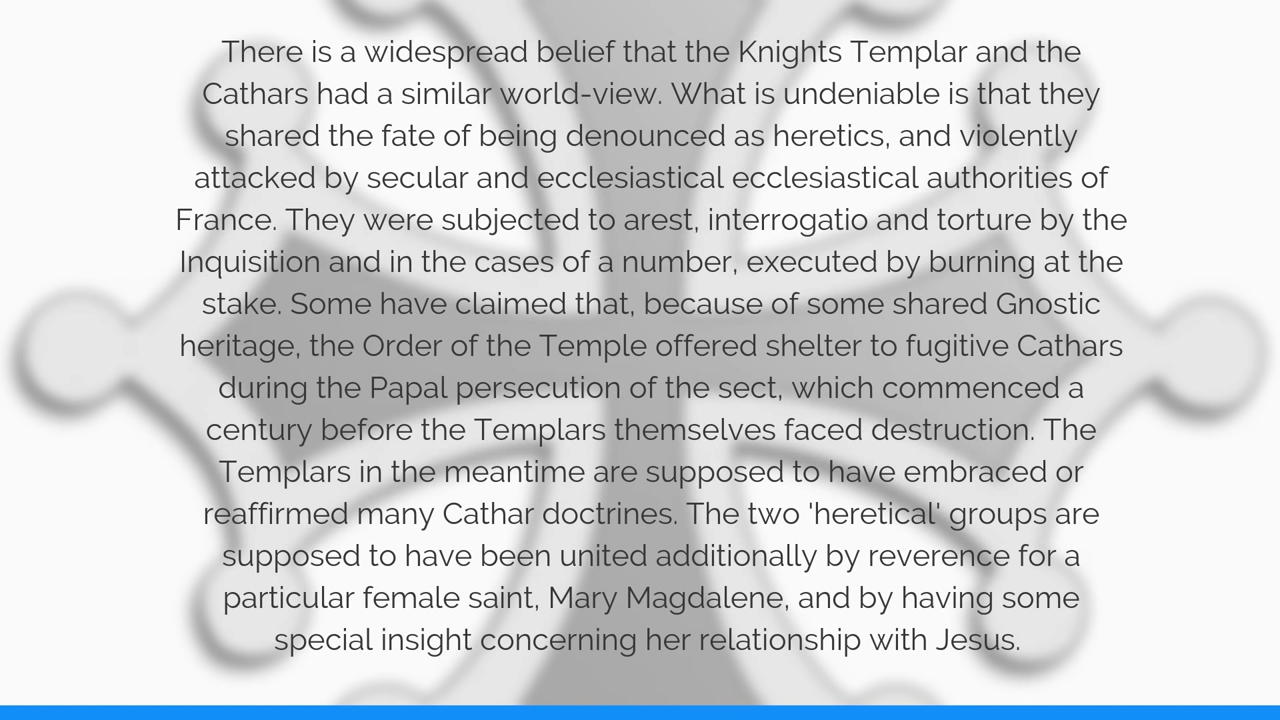 There is a widespread belief that the Knights Templar and the
Cathars had a similar world-view. What is undeniable is that they
shared the fate of being denounced as heretics, and violently
attacked by secular and ecclesiastical ecclesiastical authorities of
France. They were subjected to arest, interrogatio and torture by the
Inquisition and in the cases of a number, executed by burning at the
stake. Some have claimed that, because of some shared Gnostic
heritage, the Order of the Temple offered shelter to fugitive Cathars
during the Papal persecution of the sect, which commenced a
century before the Templars themselves faced destruction. The
Templars in the meantime are supposed to have embraced or
reaffirmed many Cathar doctrines. The two 'heretical' groups are
supposed to have been united additionally by reverence for a
particular female saint, Mary Magdalene, and by having some
special insight concerning her relationship with Jesus.